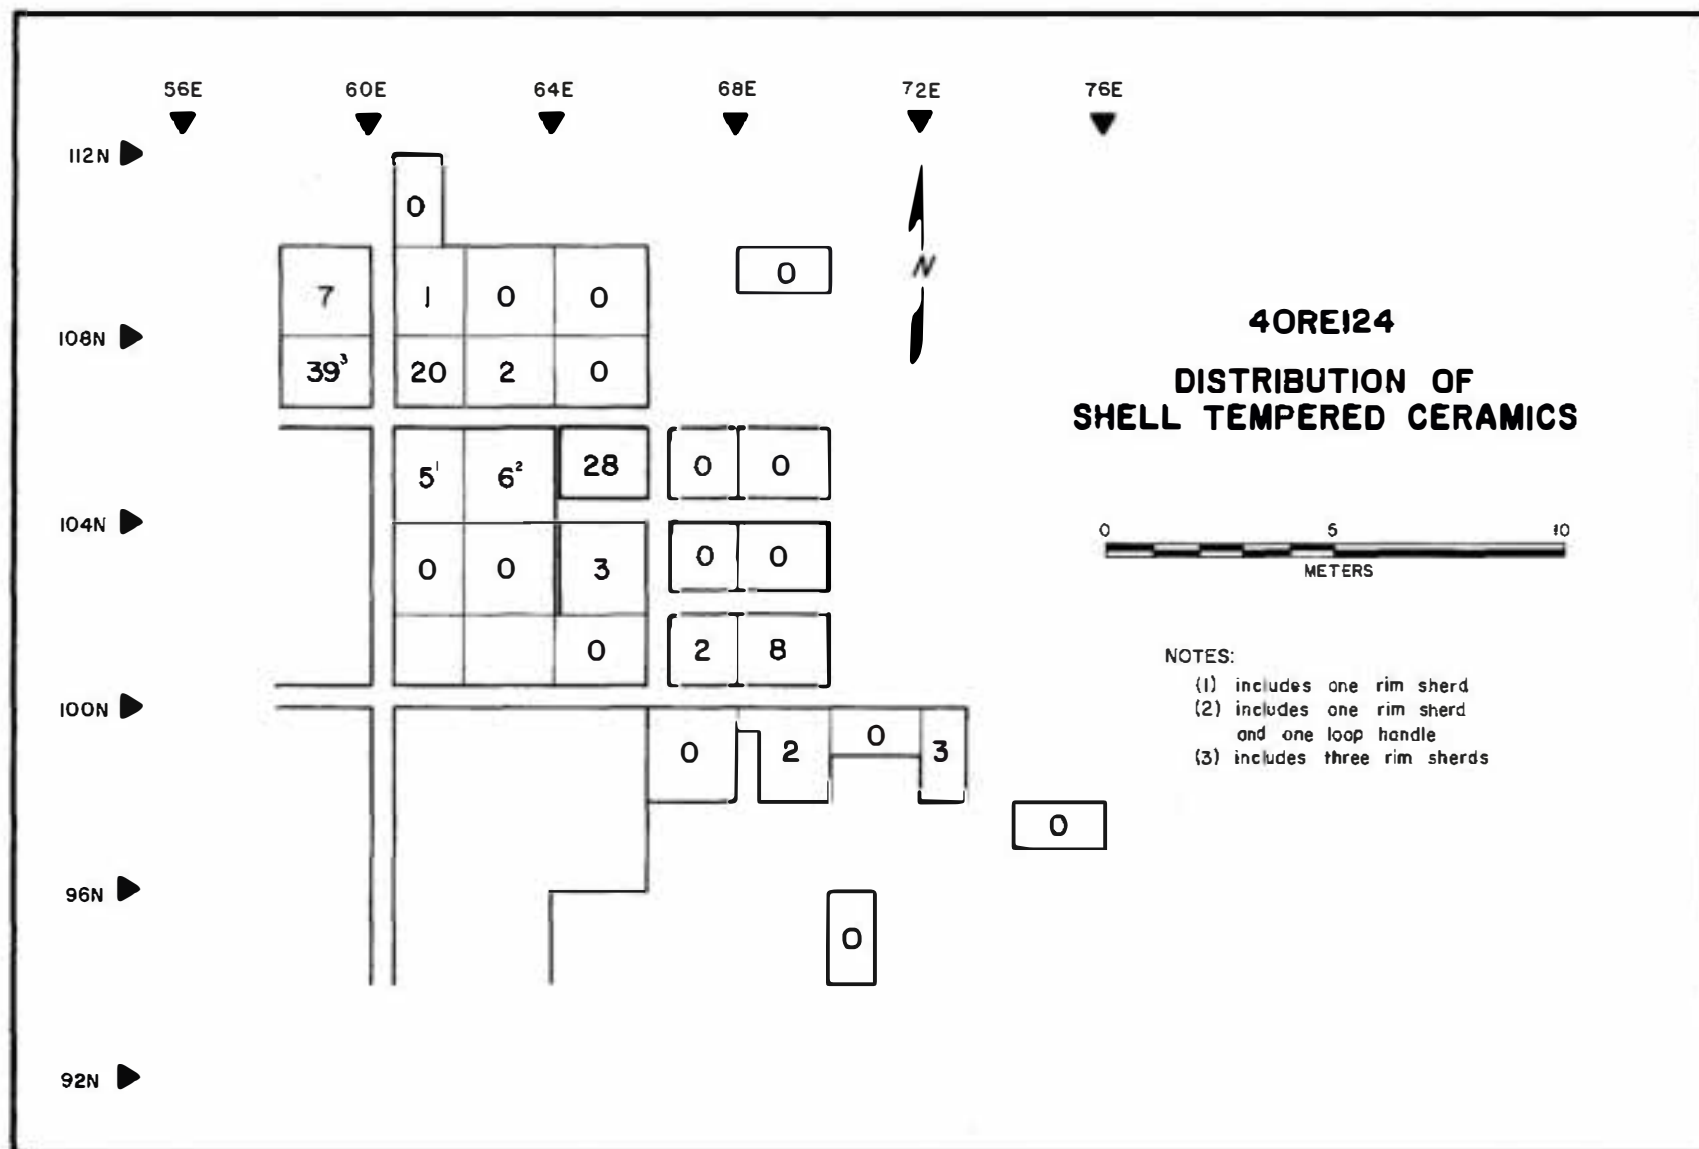 56E 60E 64E 68E 72E 76E
112N
0
0
7 1 0 0
108N
39³ 20 2 0
N
40RE124
DISTRIBUTION OF
SHELL TEMPERED CERAMICS
5¹ 6² 28 0 0
104N
0 0 3 0 0
0 2 8
0 5 10
METERS
100N
0 2 0 3
NOTES:
(1) includes one rim sherd
(2) includes one rim sherd
and one loop handle
(3) includes three rim sherds
0
96N
0
92N